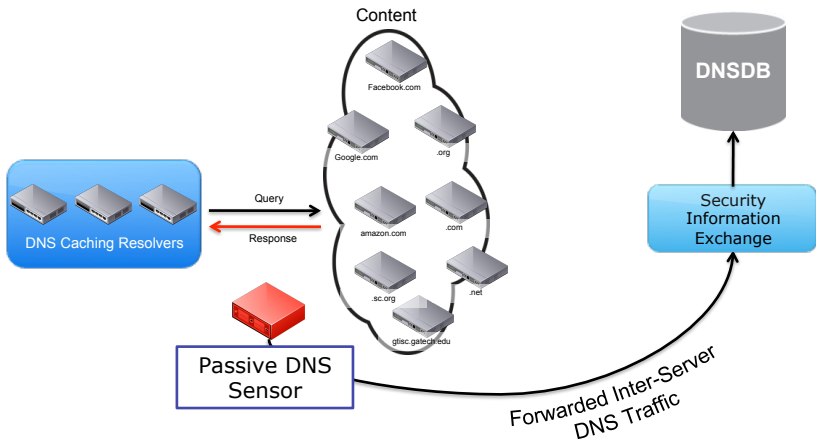 Content
Facebook.com
Google.com
.org
amazon.com
.com
.sc.org
.net
gtisc.gatech.edu
DNS Caching Resolvers
Query
Response
Passive DNS
Sensor
Forwarded Inter-Server
DNS Traffic
DNSDB
Security
Information
Exchange